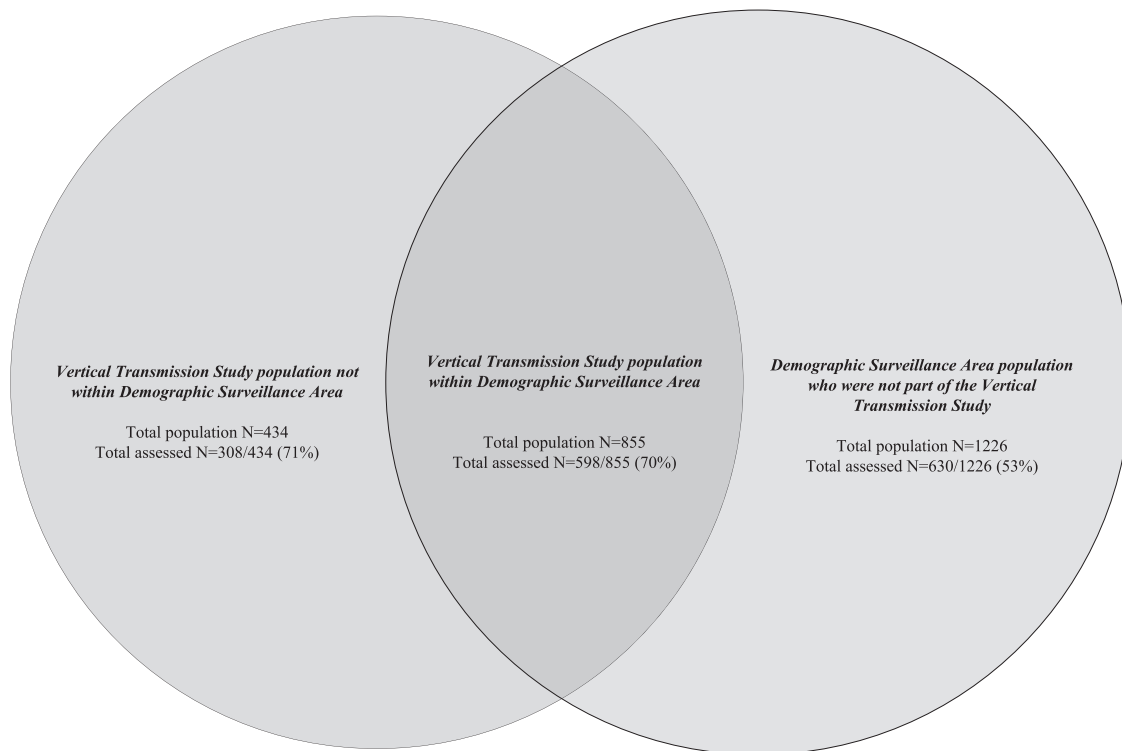 Vertical Transmission Study population not
within Demographic Surveillance Area
Total population N=434
Total assessed N=308/434 (71%)
Vertical Transmission Study population
within Demographic Surveillance Area
Total population N=855
Total assessed N=598/855 (70%)
Demographic Surveillance Area population
who were not part of the Vertical
Transmission Study
Total population N=1226
Total assessed N=630/1226 (53%)